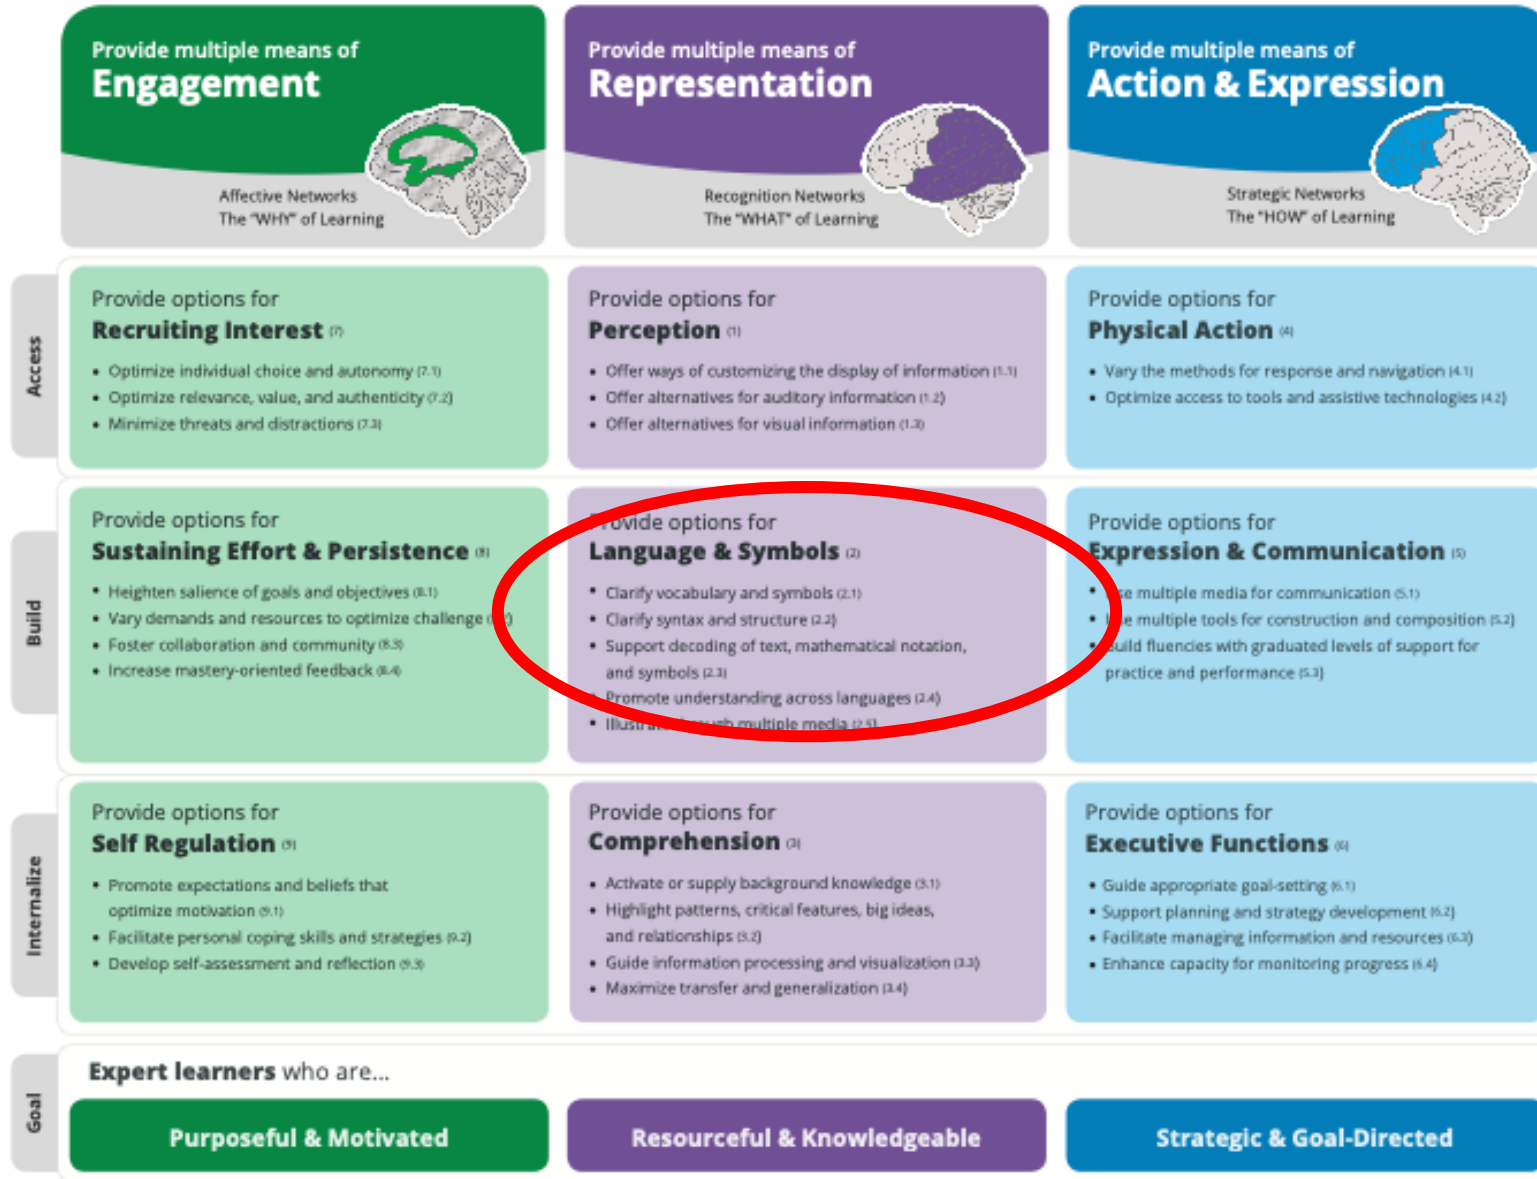 Provide multiple means of
Engagement
Affective Networks
The "WHY" of Learning
Provide multiple means of
Representation
Recognition Networks
The "WHAT" of Learning
Provide multiple means of
Action & Expression
Strategic Networks
The "HOW" of Learning
Access
Provide options for
Recruiting Interest (7)
• Optimize individual choice and autonomy (7.1)
• Optimize relevance, value, and authenticity (7.2)
• Minimize threats and distractions (7.3)
Provide options for
Perception (1)
• Offer ways of customizing the display of information (1.1)
• Offer alternatives for auditory information (1.2)
• Offer alternatives for visual information (1.3)
Provide options for
Physical Action (4)
• Vary the methods for response and navigation (4.1)
• Optimize access to tools and assistive technologies (4.2)
Build
Provide options for
Sustaining Effort & Persistence (8)
• Heighten salience of goals and objectives (8.1)
• Vary demands and resources to optimize challenge
• Foster collaboration and community (8.3)
• Increase mastery-oriented feedback (8.4)
Provide options for
Language & Symbols (2)
• Clarify vocabulary and symbols (2.1)
• Clarify syntax and structure (2.2)
• Support decoding of text, mathematical notation,
and symbols (2.3)
• Promote understanding across languages (2.4)
• Illustrate through multiple media (2.5)
Provide options for
Expression & Communication (5)
• Use multiple media for communication (5.1)
• Use multiple tools for construction and composition (5.2)
• Build fluencies with graduated levels of support for
practice and performance (5.3)
Internalize
Provide options for
Self Regulation (9)
• Promote expectations and beliefs that
optimize motivation (9.1)
• Facilitate personal coping skills and strategies (9.2)
• Develop self-assessment and reflection (9.3)
Provide options for
Comprehension (3)
• Activate or supply background knowledge (3.1)
• Highlight patterns, critical features, big ideas,
and relationships (3.2)
• Guide information processing and visualization (3.3)
• Maximize transfer and generalization (3.4)
Provide options for
Executive Functions (6)
• Guide appropriate goal-setting (6.1)
• Support planning and strategy development (6.2)
• Facilitate managing information and resources (6.3)
• Enhance capacity for monitoring progress (6.4)
Goal
Expert learners who are...
Purposeful & Motivated
Resourceful & Knowledgeable
Strategic & Goal-Directed